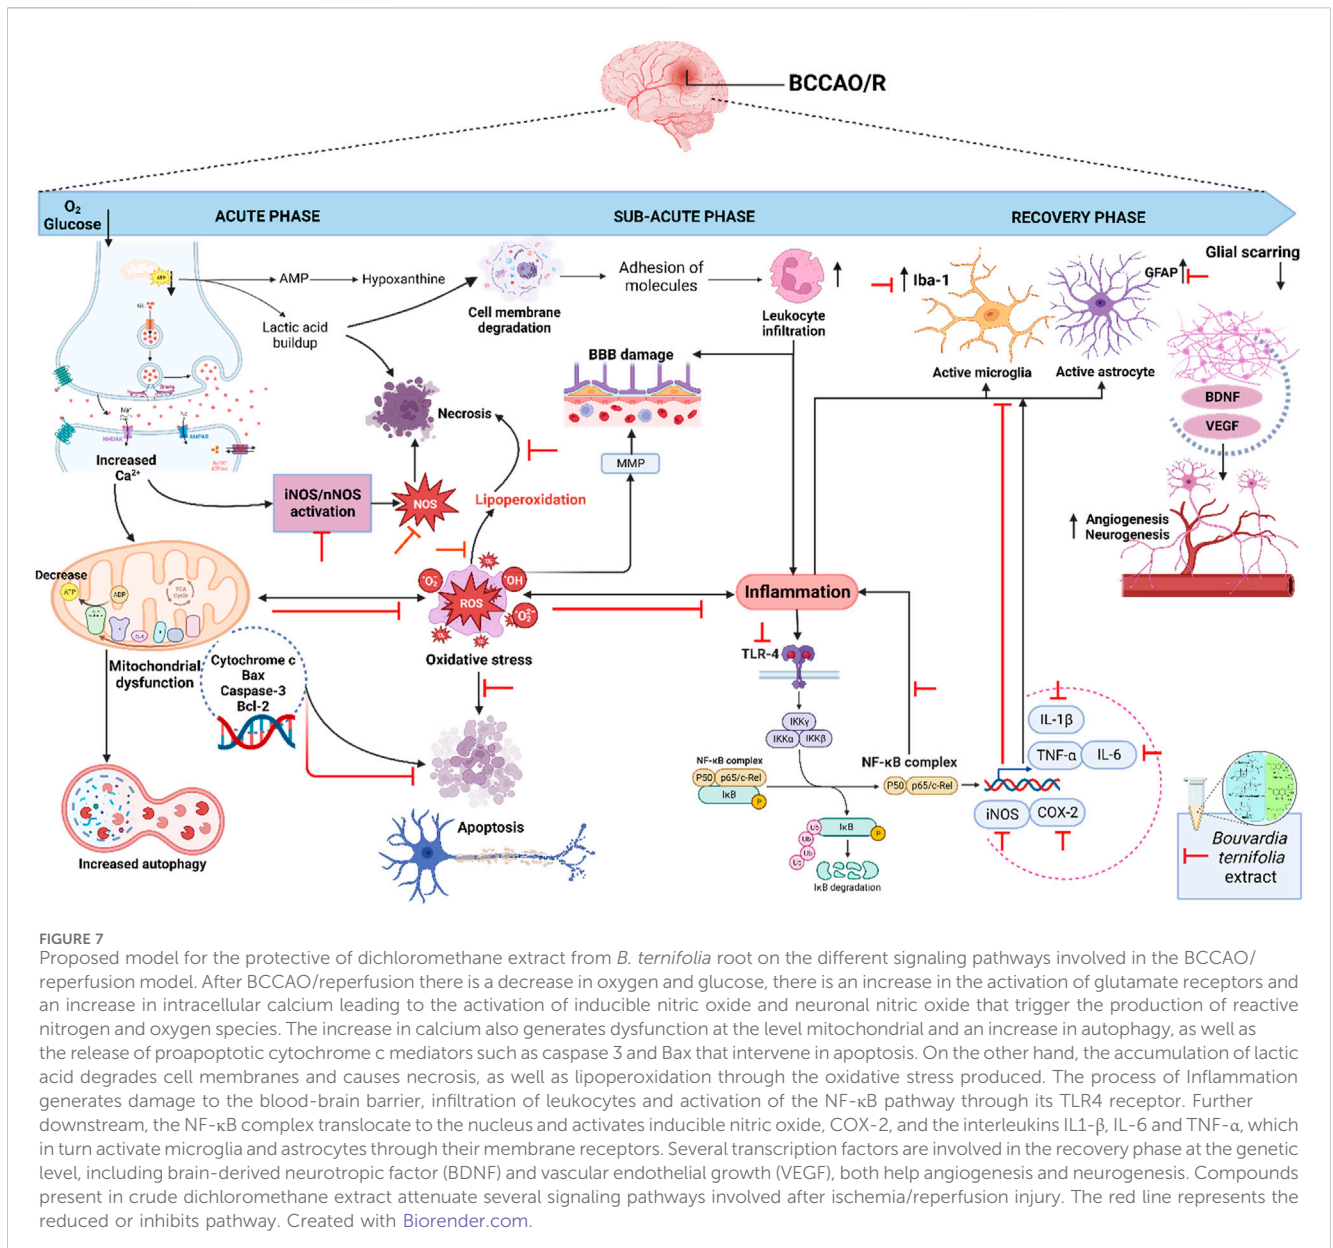 BCCAO/R
O₂
Glucose
ACUTE PHASE
SUB-ACUTE PHASE
RECOVERY PHASE
ATP
AMP
Hypoxanthine
Lactic acid
buildup
Cell membrane
degradation
Adhesion of
molecules
Leukocyte
infiltration
Iba-1
GFAP
Glial scarring
Active microglia
Active astrocyte
BDNF
VEGF
Angiogenesis
Neurogenesis
BBB damage
MMP
Necrosis
Lipoperoxidation
NMDAR
AMPAR
Increased
Ca²⁺
iNOS/nNOS
activation
NOS
Decrease
ATP
ADP
TCA
Cycle
Mitochondrial
dysfunction
Increased autophagy
Cytochrome c
Bax
Caspase-3
Bcl-2
ROS
Oxidative stress
Apoptosis
Inflammation
TLR-4
IKKγ
IKKα
IKKβ
NF-κB complex
P50
p65/c-Rel
IκB
P
NF-κB complex
P50
p65/c-Rel
Ub
Ub
Ub
Ub
IκB
P
IκB degradation
IL-1β
TNF-α
IL-6
iNOS
COX-2
Bouvardia
ternifolia
extract
FIGURE 7
Proposed model for the protective of dichloromethane extract from B. ternifolia root on the different signaling pathways involved in the BCCAO/
reperfusion model. After BCCAO/reperfusion there is a decrease in oxygen and glucose, there is an increase in the activation of glutamate receptors and
an increase in intracellular calcium leading to the activation of inducible nitric oxide and neuronal nitric oxide that trigger the production of reactive
nitrogen and oxygen species. The increase in calcium also generates dysfunction at the level mitochondrial and an increase in autophagy, as well as
the release of proapoptotic cytochrome c mediators such as caspase 3 and Bax that intervene in apoptosis. On the other hand, the accumulation of lactic
acid degrades cell membranes and causes necrosis, as well as lipoperoxidation through the oxidative stress produced. The process of Inflammation
generates damage to the blood-brain barrier, infiltration of leukocytes and activation of the NF-κB pathway through its TLR4 receptor. Further
downstream, the NF-κB complex translocate to the nucleus and activates inducible nitric oxide, COX-2, and the interleukins IL1-β, IL-6 and TNF-α, which
in turn activate microglia and astrocytes through their membrane receptors. Several transcription factors are involved in the recovery phase at the genetic
level, including brain-derived neurotropic factor (BDNF) and vascular endothelial growth (VEGF), both help angiogenesis and neurogenesis. Compounds
present in crude dichloromethane extract attenuate several signaling pathways involved after ischemia/reperfusion injury. The red line represents the
reduced or inhibits pathway. Created with Biorender.com.